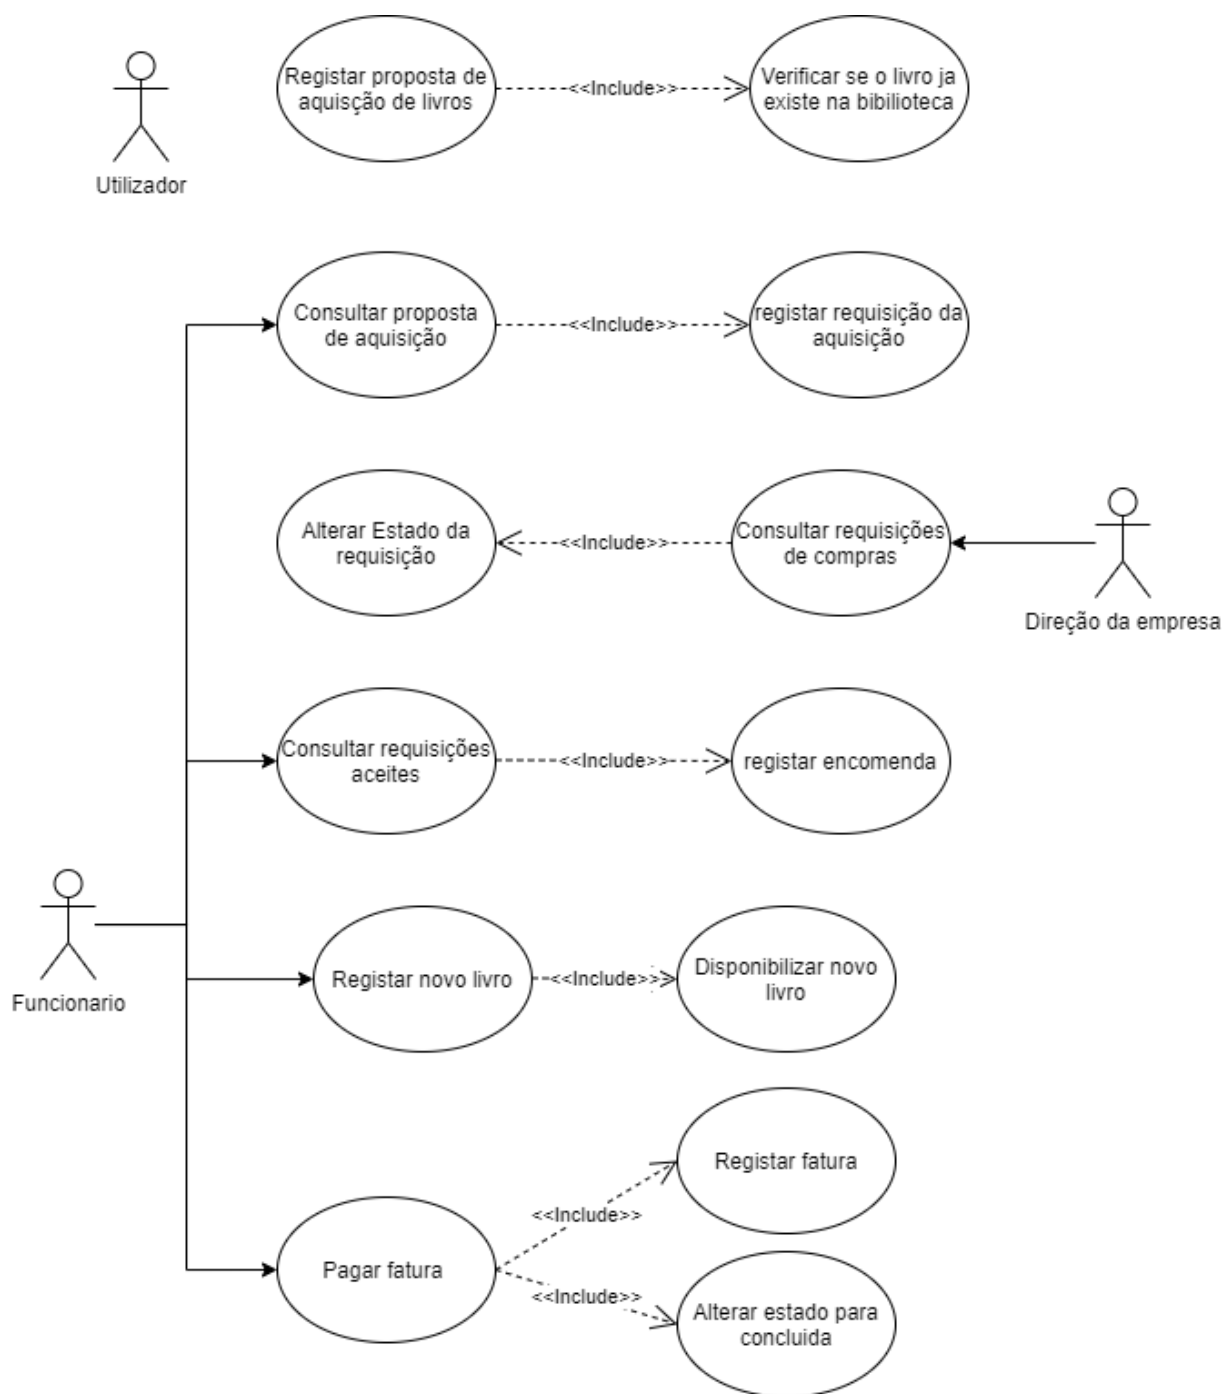 Registar proposta de
aquisção de livros
<<Include>>
Verificar se o livro ja
existe na bibilioteca
Utilizador
Consultar proposta
de aquisição
<<Include>>
registar requisição da
aquisição
Alterar Estado da
requisição
<<Include>>
Consultar requisições
de compras
Direção da empresa
Consultar requisições
aceites
<<Include>>
registar encomenda
Funcionario
Registar novo livro
<<Include>>
Disponibilizar novo
livro
Registar fatura
<<Include>>
Pagar fatura
<<Include>>
Alterar estado para
concluida